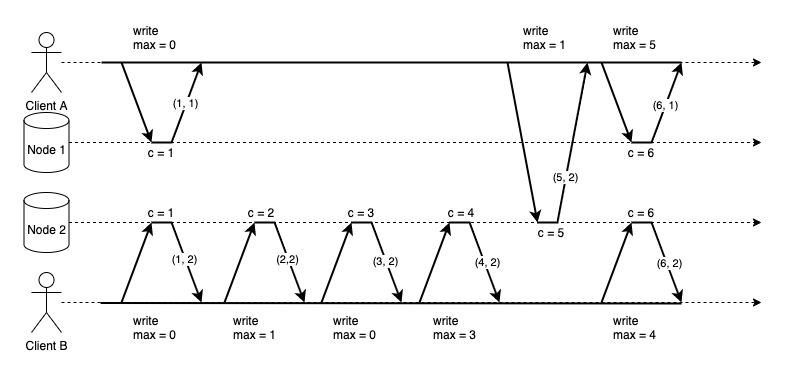 write
max = 0
write
max = 1
write
max = 5
Client A
(1, 1)
(6, 1)
Node 1
c = 1
c = 6
(5, 2)
c = 1
c = 2
c = 3
c = 4
c = 6
Node 2
c = 5
(1, 2)
(2,2)
(3, 2)
(4, 2)
(6, 2)
Client B
write
max = 0
write
max = 1
write
max = 0
write
max = 3
write
max = 4